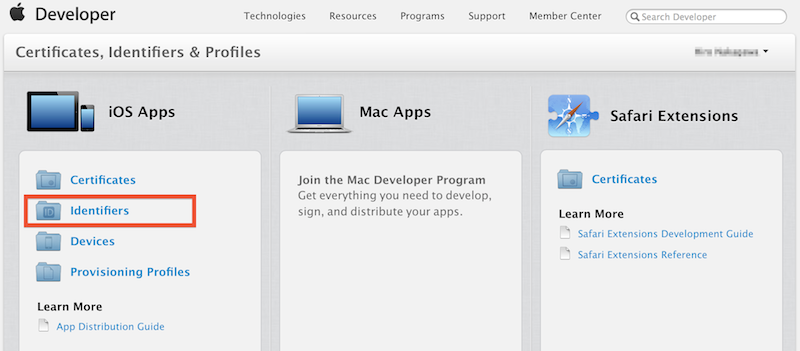 Developer
Technologies Resources Programs Support Member Center Search Developer
Certificates, Identifiers & Profiles
iOS Apps
Certificates
Identifiers
Devices
Provisioning Profiles
Learn More
App Distribution Guide
Mac Apps
Join the Mac Developer Program
Get everything you need to develop,
sign, and distribute your apps.
Safari Extensions
Certificates
Learn More
Safari Extensions Development Guide
Safari Extensions Reference